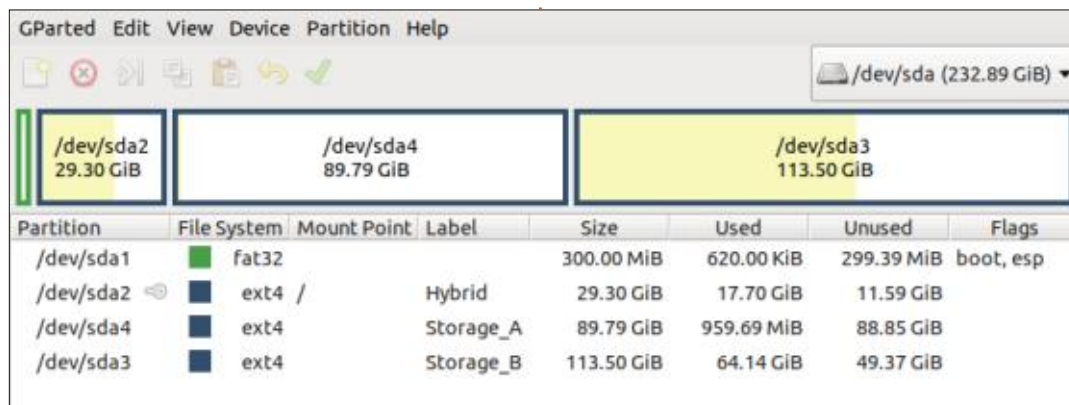 GParted Edit View Device Partition Help
/dev/sda (232.89 GiB)
/dev/sda2 /dev/sda4 /dev/sda3
29.30 GiB 89.79 GiB 113.50 GiB
Partition File System Mount Point Label Size Used Unused Flags
/dev/sda1 fat32 300.00 MiB 620.00 KiB 299.39 MiB boot, esp
/dev/sda2 ext4 / Hybrid 29.30 GiB 17.70 GiB 11.59 GiB
/dev/sda4 ext4 Storage_A 89.79 GiB 959.69 MiB 88.85 GiB
/dev/sda3 ext4 Storage_B 113.50 GiB 64.14 GiB 49.37 GiB